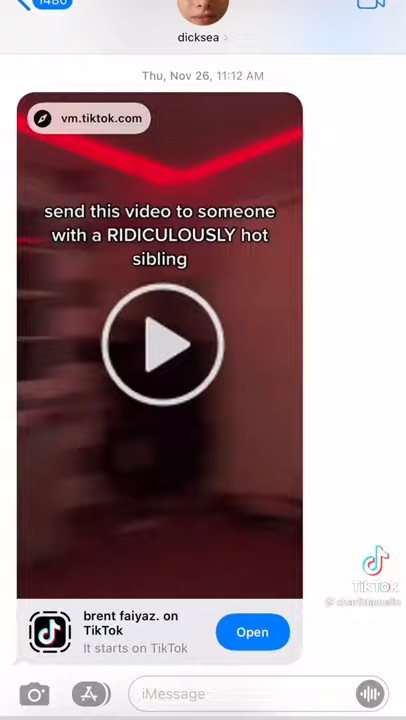 1480
dicksea
Thu, Nov 26, 11:12 AM
vm.tiktok.com
send this video to someone
with a RIDICULOUSLY hot
sibling
brent faiyaz. on
TikTok
It starts on TikTok
Open
TikTok
@ charlidamelio
iMessage